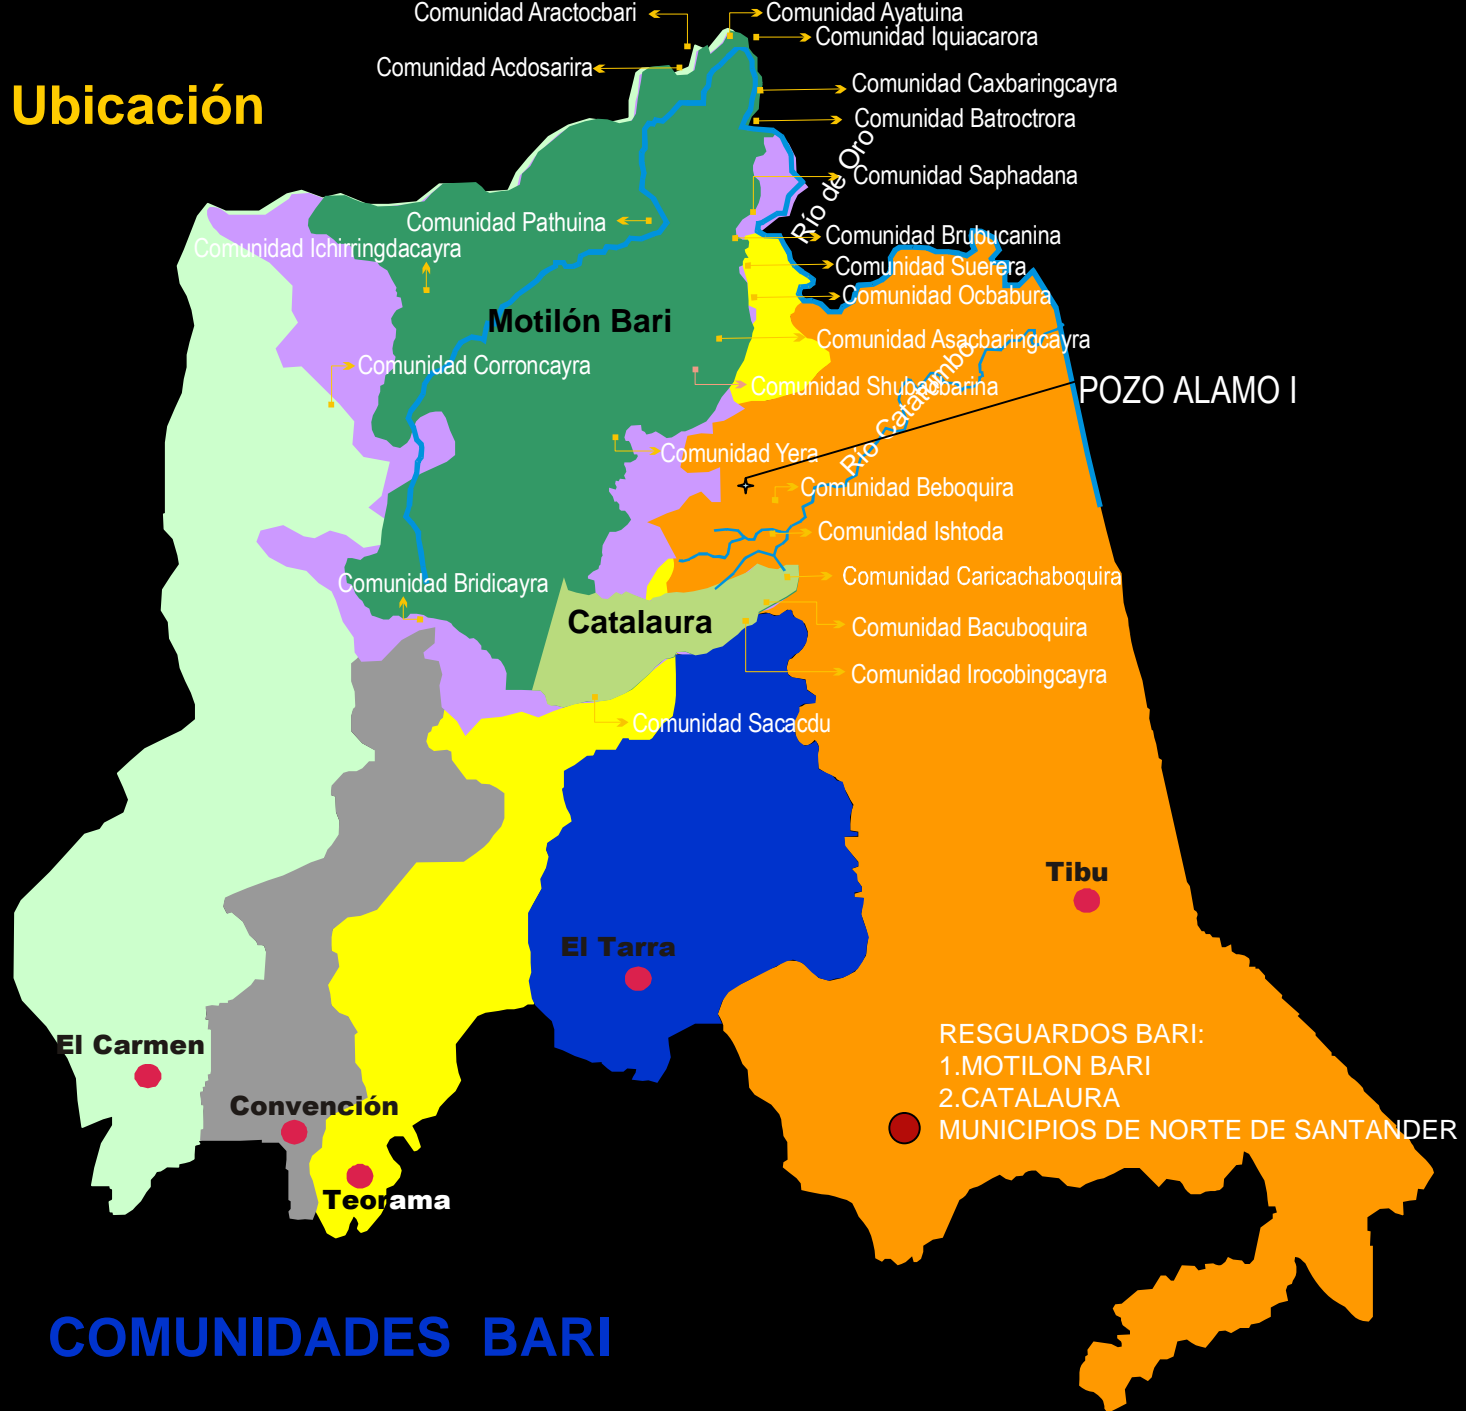 Comunidad Aractocbari
Comunidad Ayatuina
Comunidad Iquiacarora
Comunidad Acdosarira
Comunidad Caxbaringcayra
Ubicación
Comunidad Batroctrora
Río de Oro
Comunidad Saphadana
Comunidad Pathuina
Comunidad Brubucanina
Comunidad Ichirringdacayra
Comunidad Suerera
Comunidad Ocbabura
Motilón Bari
Comunidad Asacbaringcayra
Comunidad Corroncayra
Comunidad Shubacbarina
POZO ALAMO I
Río Catatumbo
Comunidad Yera
Comunidad Beboquira
Comunidad Ishtoda
Comunidad Caricachaboquira
Comunidad Bridicayra
Catalaura
Comunidad Bacuboquira
Comunidad Irocobingcayra
Comunidad Sacacdu
Tibu
El Tarra
El Carmen
RESGUARDOS BARI:
1.MOTILON BARI
2.CATALAURA
MUNICIPIOS DE NORTE DE SANTANDER
Convención
Teorama
COMUNIDADES BARI